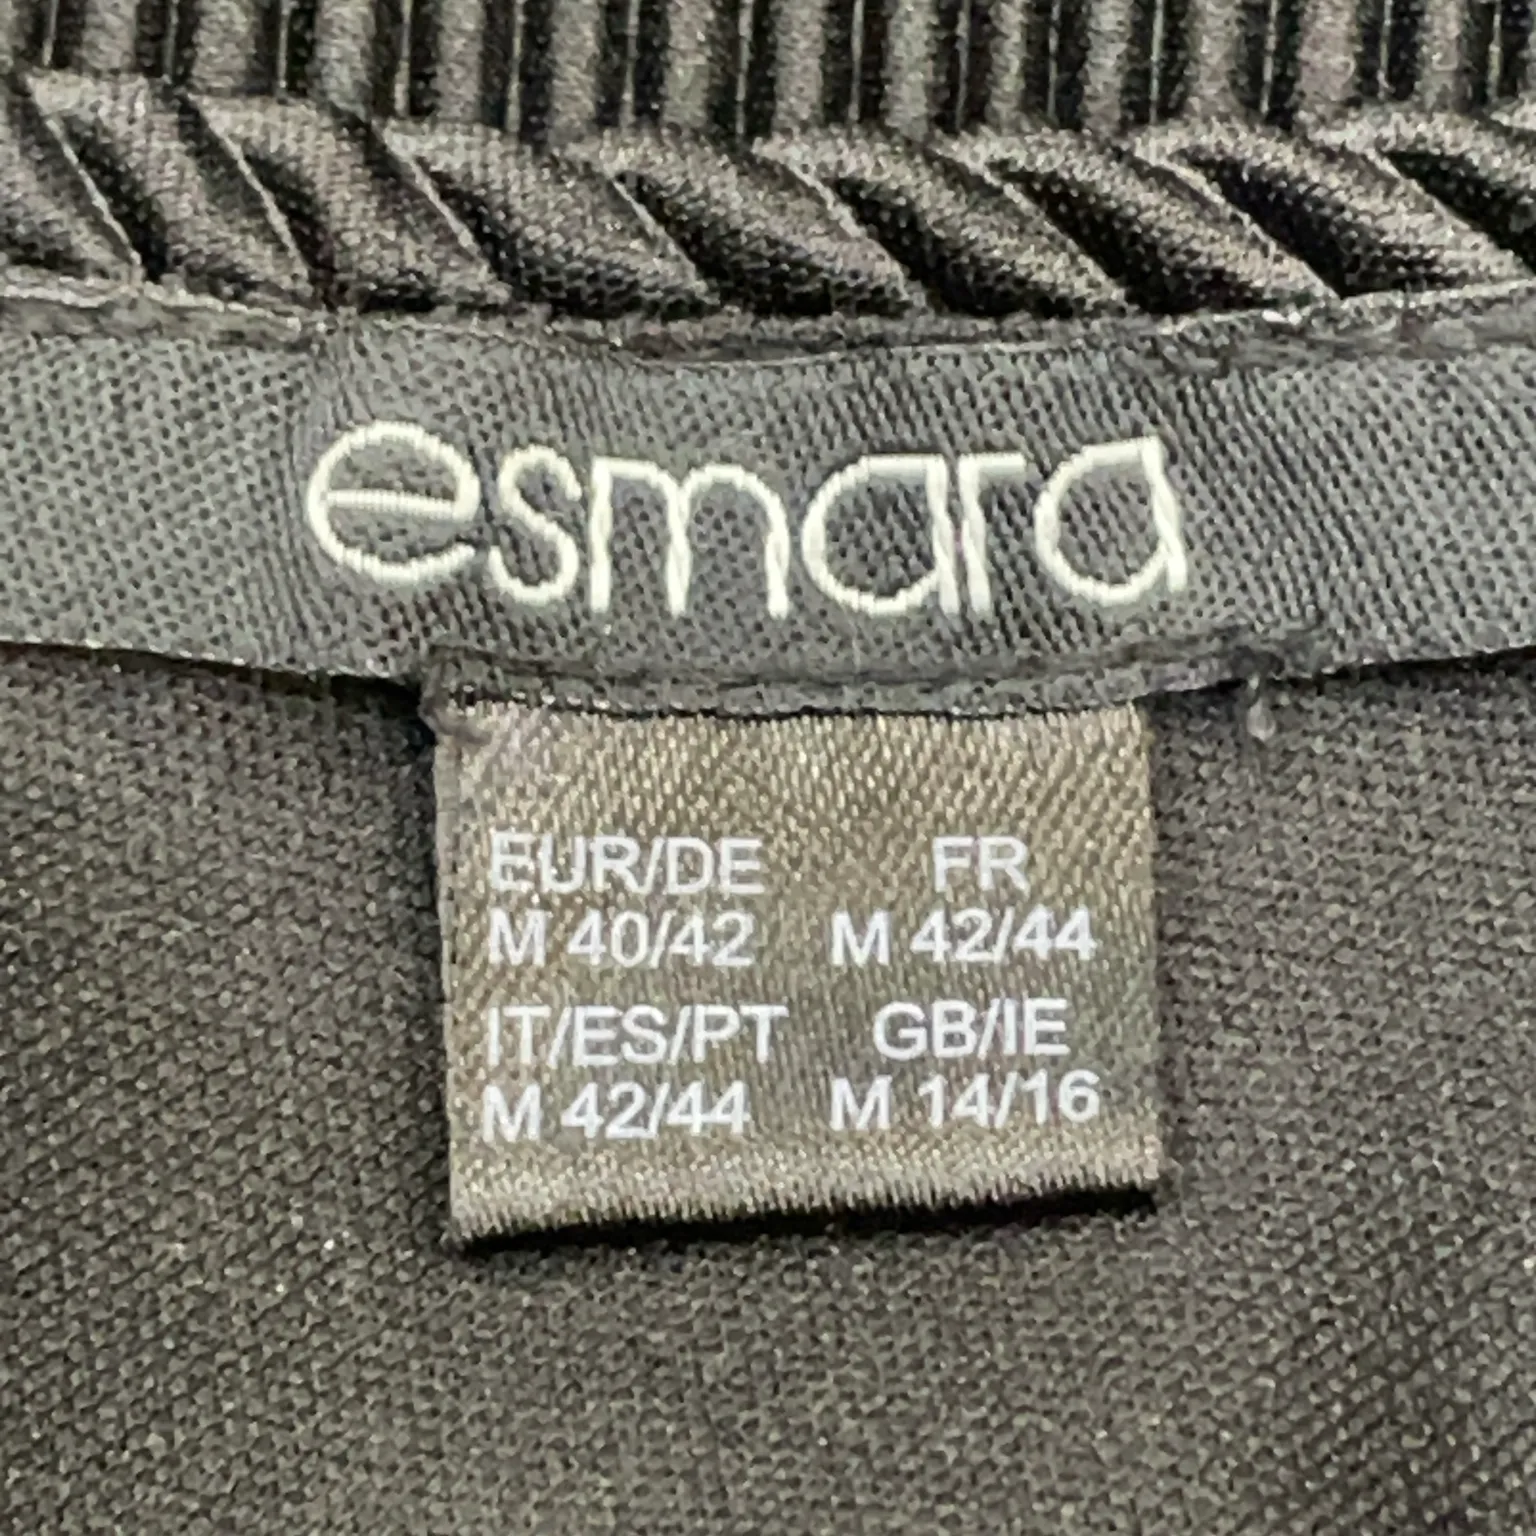 esmara
EUR/DE FR
M 40/42 M 42/44
IT/ES/PT GB/IE
M 42/44 M 14/16